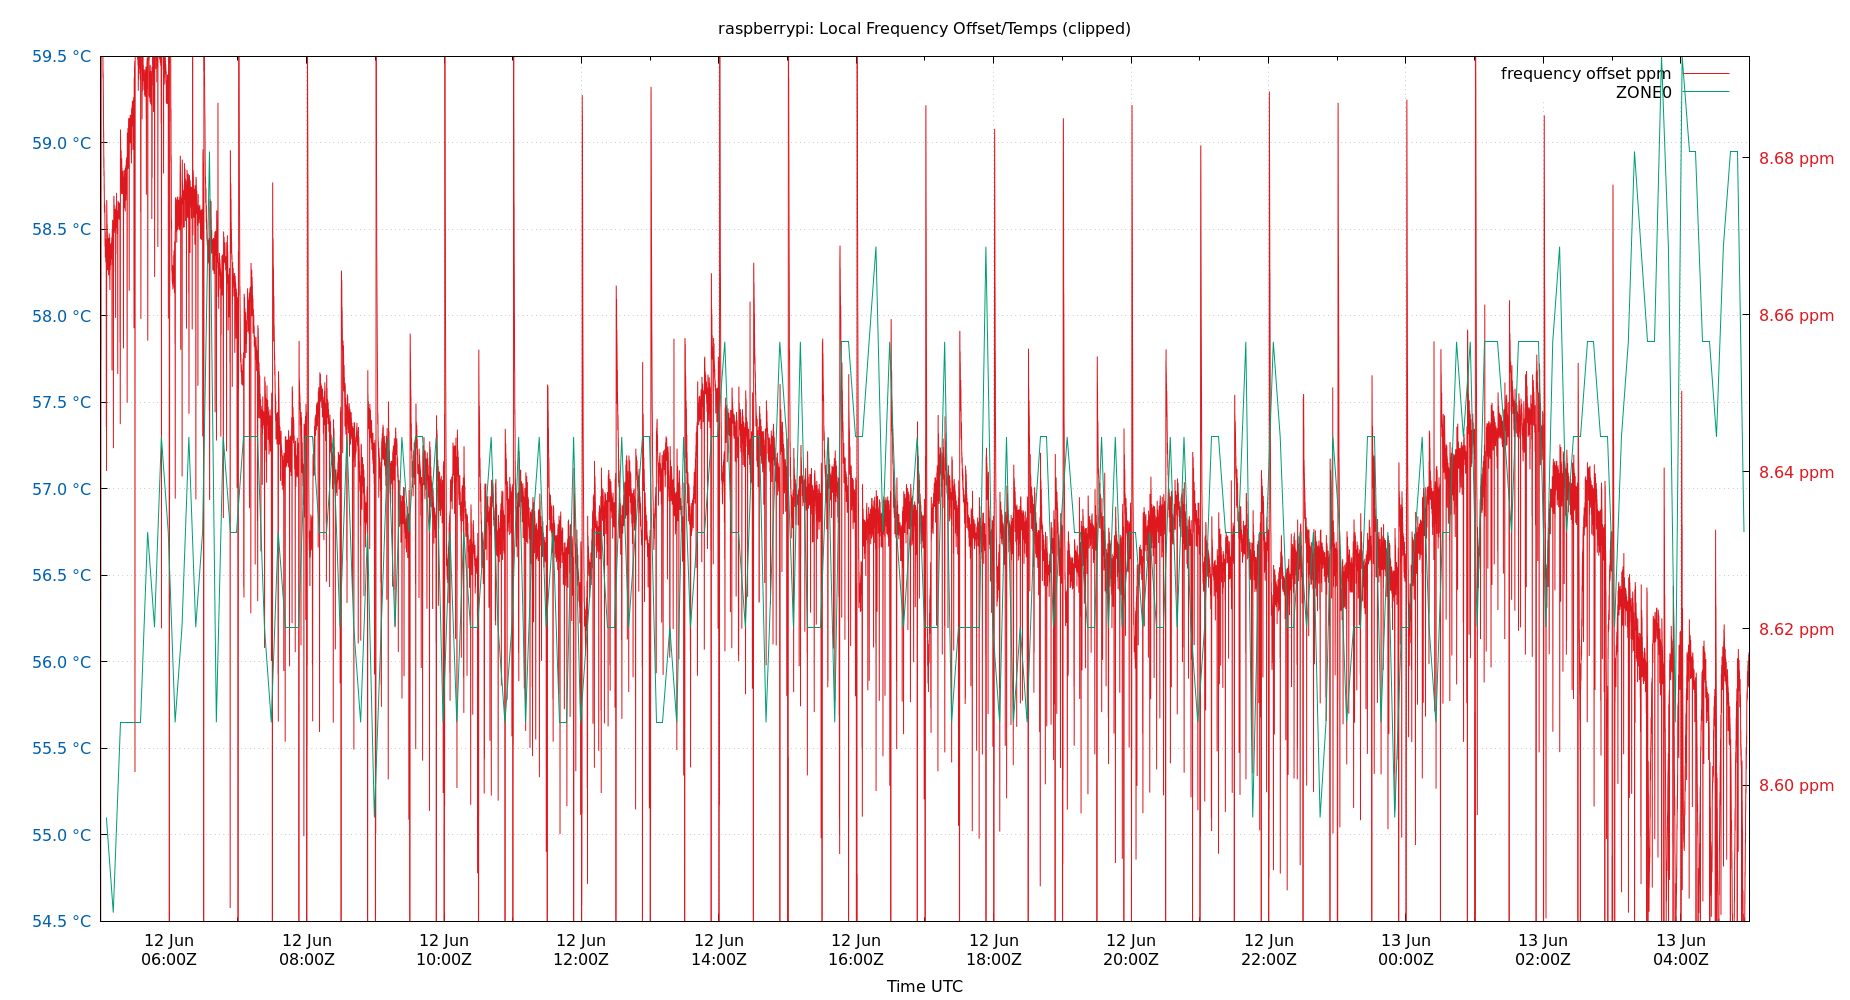 raspberrypi: Local Frequency Offset/Temps (clipped)
59.5 °C
59.0 °C
58.5 °C
58.0 °C
57.5 °C
57.0 °C
56.5 °C
56.0 °C
55.5 °C
55.0 °C
54.5 °C
frequency offset ppm
ZONE0
8.68 ppm
8.66 ppm
8.64 ppm
8.62 ppm
8.60 ppm
12 Jun
06:00Z
12 Jun
08:00Z
12 Jun
10:00Z
12 Jun
12:00Z
12 Jun
14:00Z
12 Jun
16:00Z
12 Jun
18:00Z
12 Jun
20:00Z
12 Jun
22:00Z
13 Jun
00:00Z
13 Jun
02:00Z
13 Jun
04:00Z
Time UTC